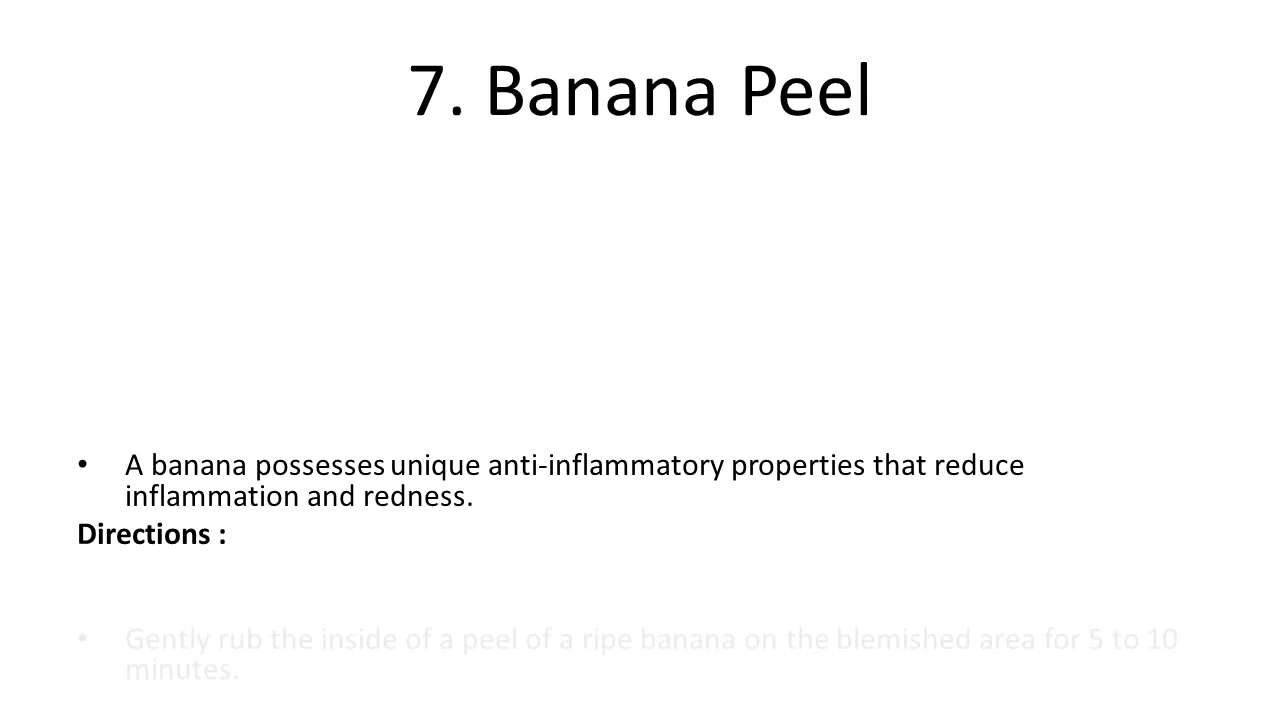 7. Banana Peel
• A banana possesses unique anti-inflammatory properties that reduce
inflammation and redness.
Directions :
• Gently rub the inside of a peel of a ripe banana on the blemished area for 5 to 10
minutes.